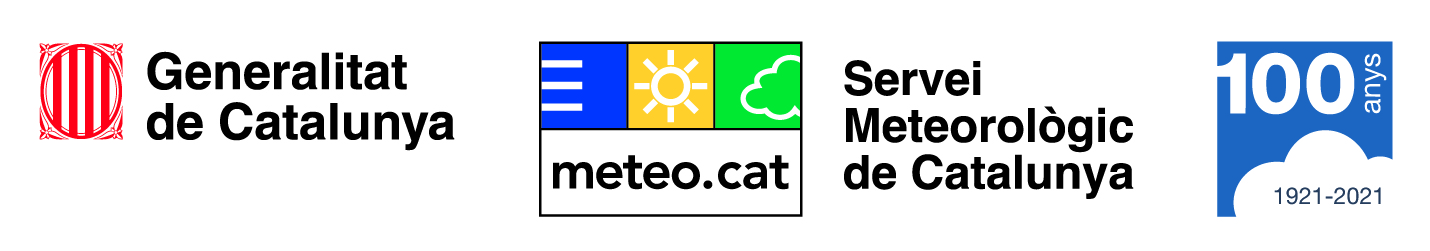 Generalitat
de Catalunya
meteo.cat
Servei
Meteorològic
de Catalunya
100
anys
1921-2021